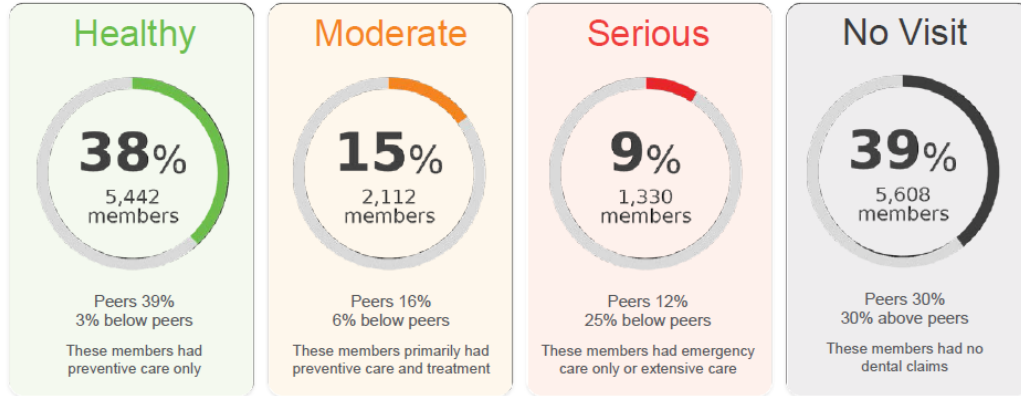 Healthy
38%
5,442
members
Peers 39%
3% below peers
These members had
preventive care only
Moderate
15%
2,112
members
Peers 16%
6% below peers
These members primarily had
preventive care and treatment
Serious
9%
1,330
members
Peers 12%
25% below peers
These members had emergency
care only or extensive care
No Visit
39%
5,608
members
Peers 30%
30% above peers
These members had no
dental claims